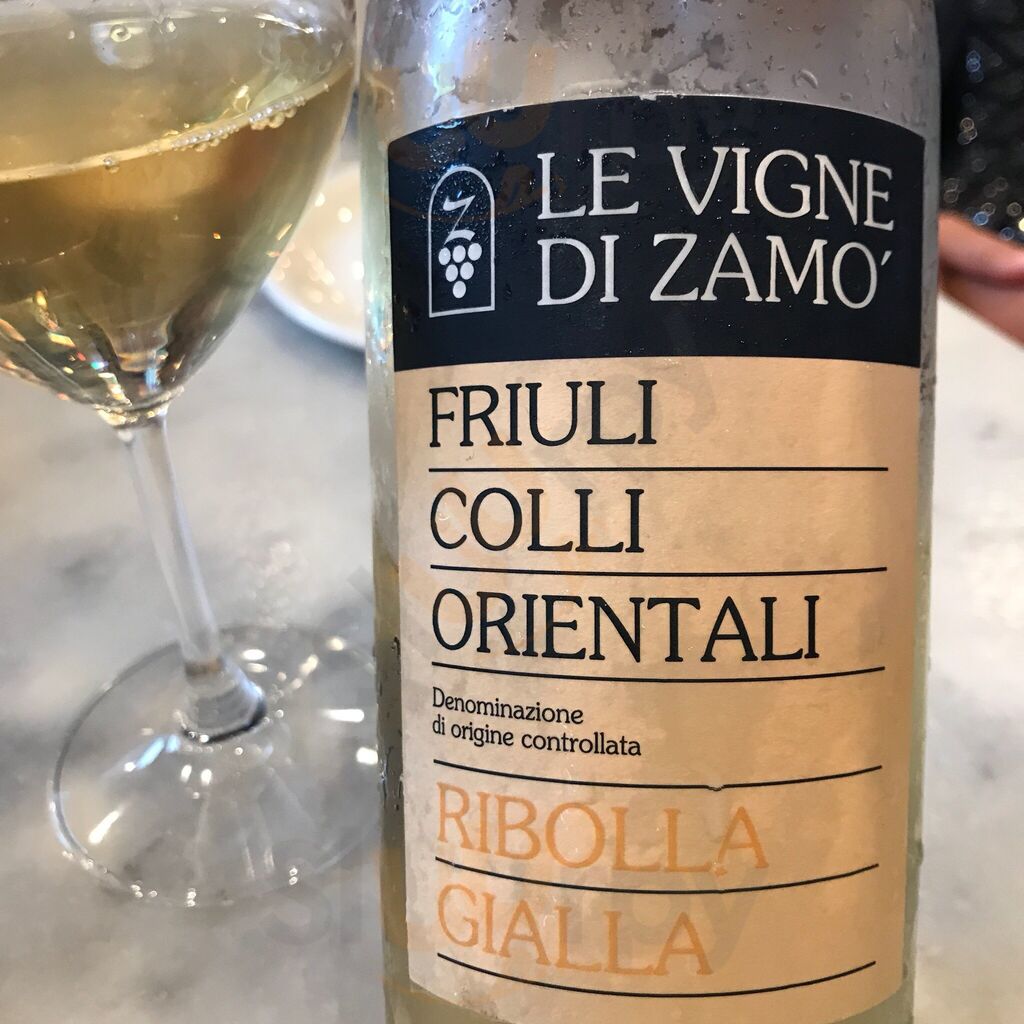 Z
LE VIGNE
DI ZAMO´
FRIULI
COLLI
ORIENTALI
Denominazione
di origine controllata
RIBOLLA
GIALLA